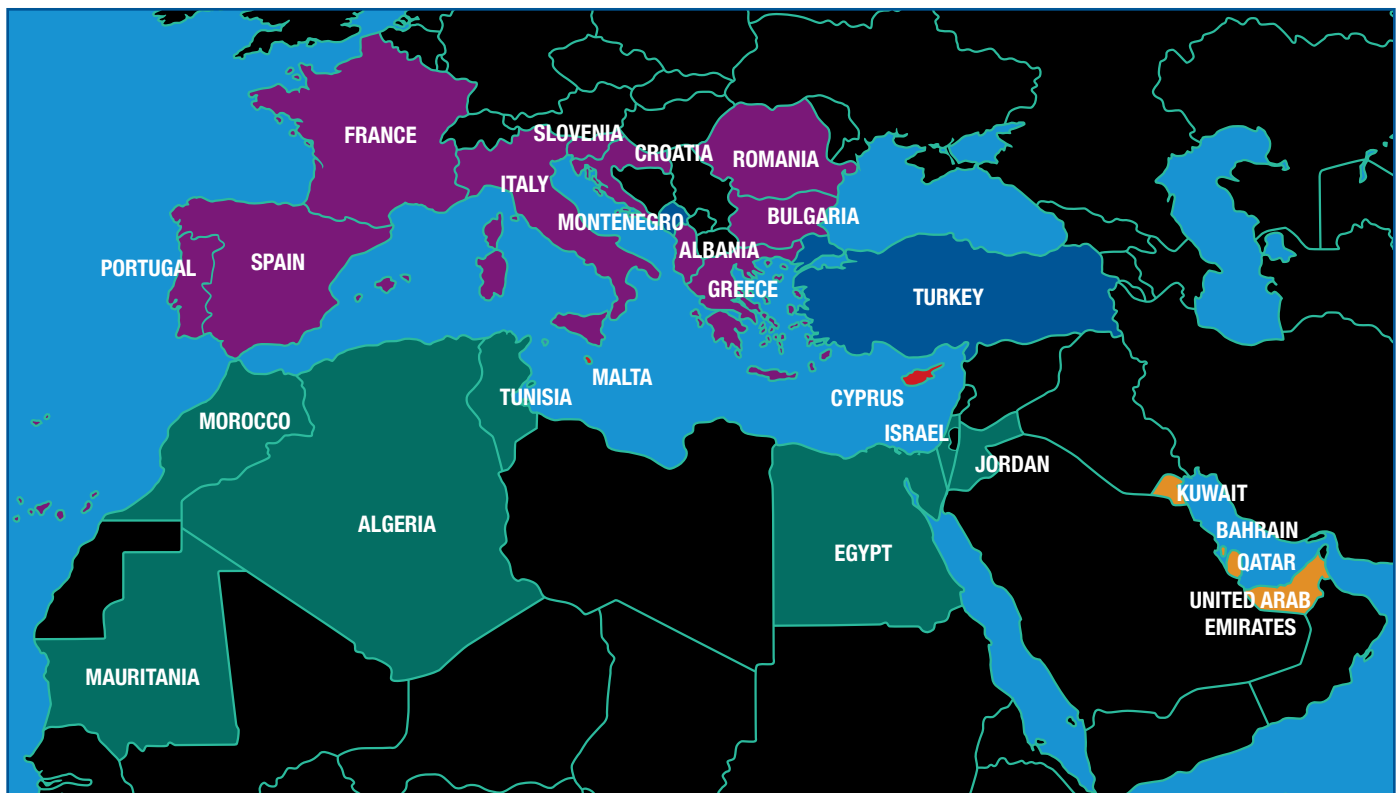 FRANCE
SLOVENIA
CROATIA
ROMANIA
ITALY
MONTENEGRO
BULGARIA
ALBANIA
PORTUGAL
SPAIN
GREECE
TURKEY
MALTA
TUNISIA
CYPRUS
MOROCCO
ISRAEL
JORDAN
KUWAIT
ALGERIA
BAHRAIN
EGYPT
QATAR
UNITED ARAB
EMIRATES
MAURITANIA